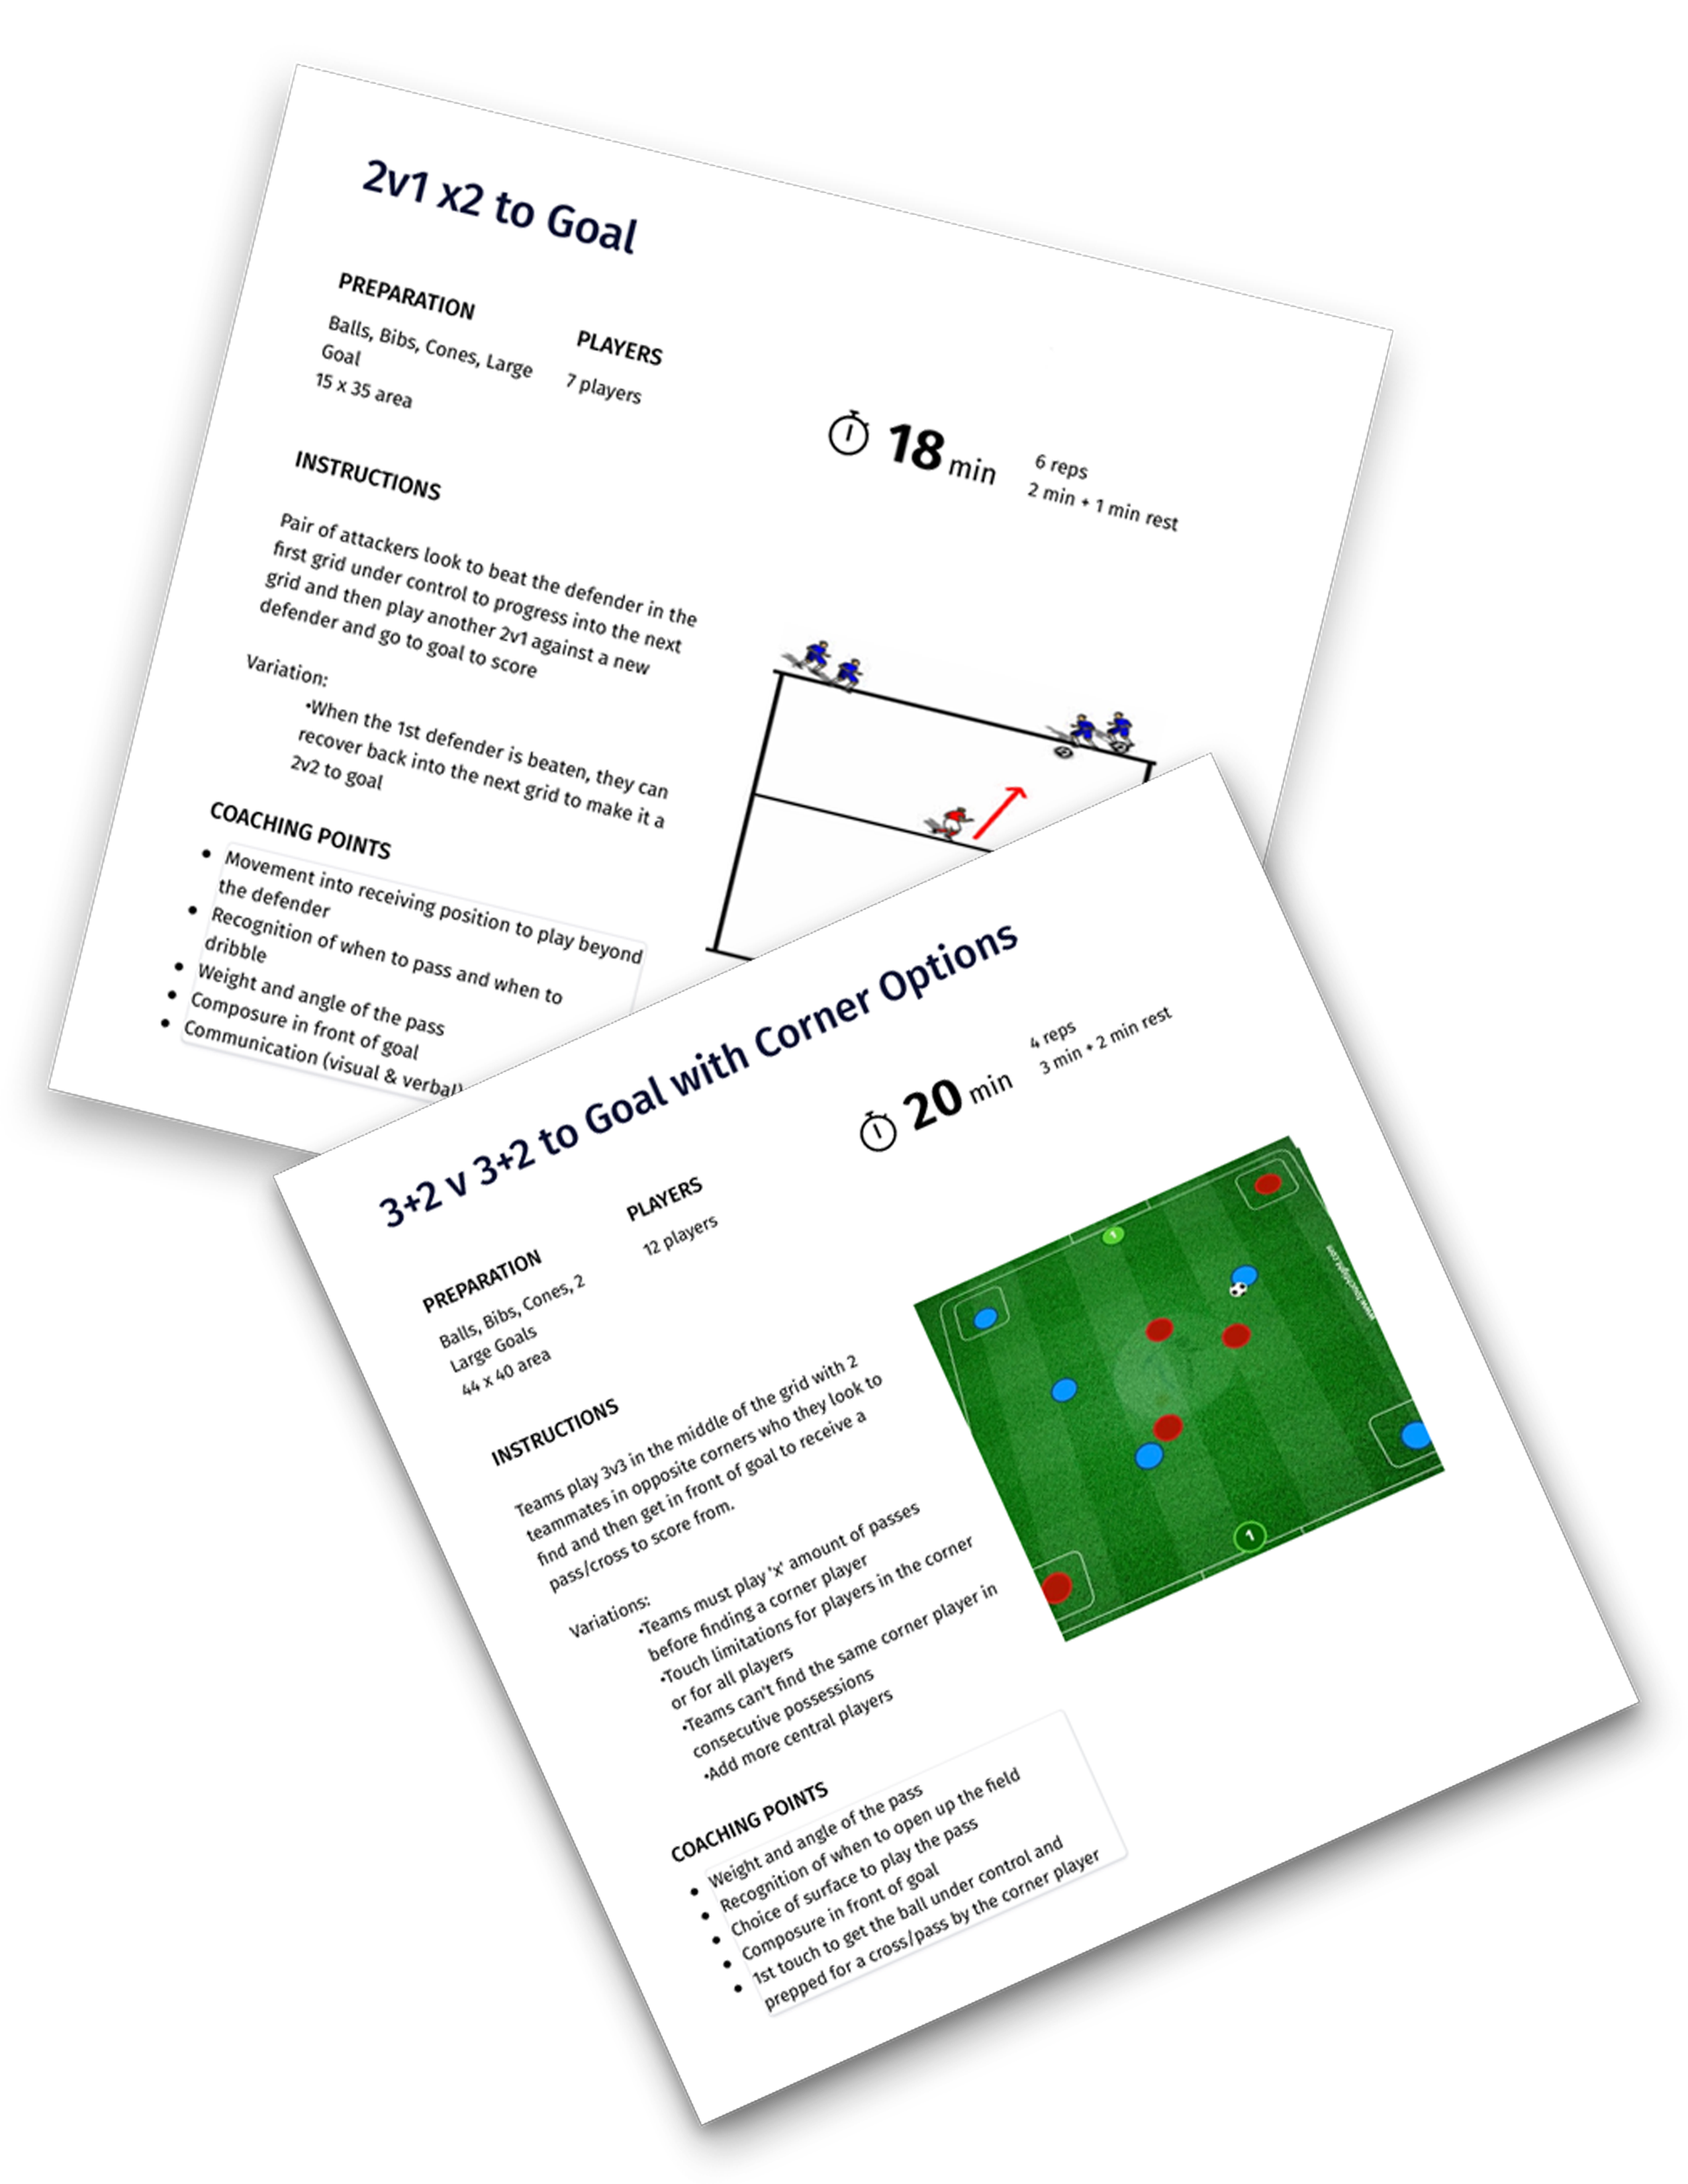 2v1 x2 to Goal
PREPARATION
Balls, Bibs, Cones, Large
Goal
15 x 35 area
PLAYERS
7 players
18 min
6 reps
2 min + 1 min rest
INSTRUCTIONS
Pair of attackers look to beat the defender in the
first grid under control to progress into the next
grid and then play another 2v1 against a new
defender and go to goal to score
Variation:
•When the 1st defender is beaten, they can
recover back into the next grid to make it a
2v2 to goal
COACHING POINTS
• Movement into receiving position to play beyond
the defender
• Recognition of when to pass and when to
dribble
• Weight and angle of the pass
• Composure in front of goal
• Communication (visual & verbal)
3+2 v 3+2 to Goal with Corner Options
PREPARATION
Balls, Bibs, Cones, 2
Large Goals
44 x 40 area
PLAYERS
12 players
20 min
4 reps
3 min + 2 min rest
INSTRUCTIONS
Teams play 3v3 in the middle of the grid with 2
teammates in opposite corners who they look to
find and then get in front of goal to receive a
pass/cross to score from.
Variations:
•Teams must play 'x' amount of passes
before finding a corner player
•Touch limitations for players in the corner
or for all players
•Teams can't find the same corner player in
consecutive possessions
•Add more central players
COACHING POINTS
• Weight and angle of the pass
• Recognition of when to open up the field
• Choice of surface to play the pass
• Composure in front of goal
• 1st touch to get the ball under control and
prepped for a cross/pass by the corner player
1
1